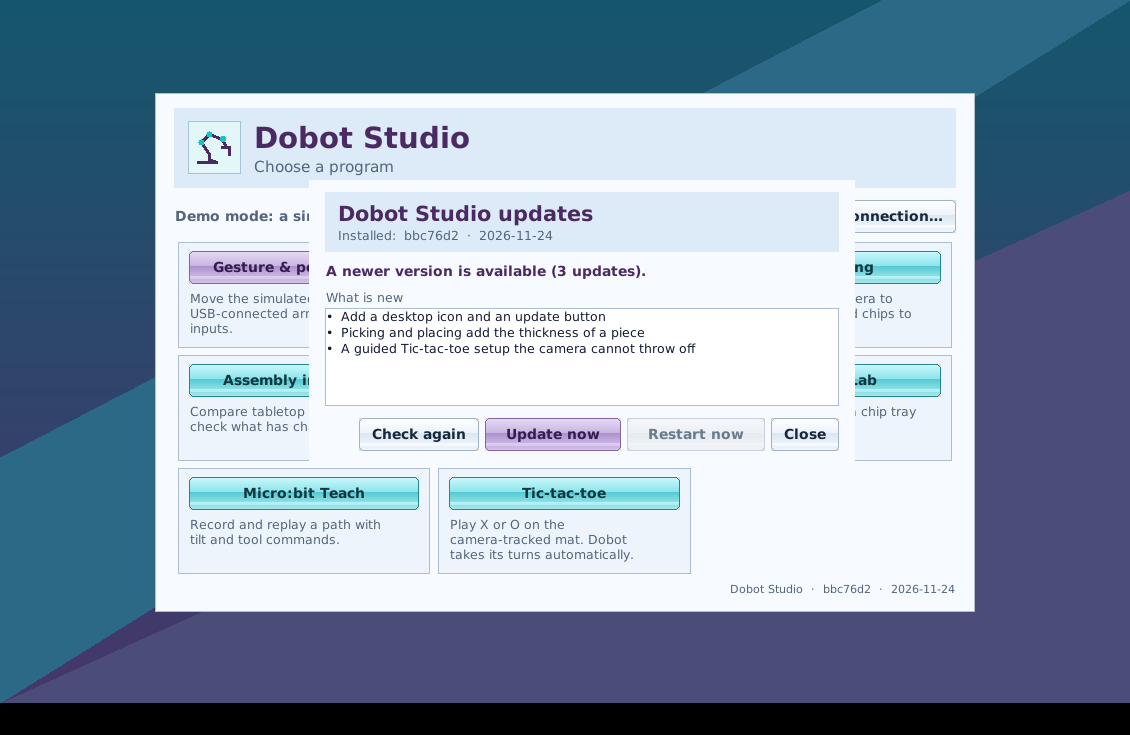 Dobot Studio
Choose a program
Demo mode: a
onnection…
Dobot Studio updates
Installed:  bbc76d2  ·  2026-11-24
A newer version is available (3 updates).
What is new
•  Add a desktop icon and an update button
•  Picking and placing add the thickness of a piece
•  A guided Tic-tac-toe setup the camera cannot throw off
Check again
Update now
Restart now
Close
Gesture &
Move the simulated
USB-connected arm
inputs.
ng
era to
chips to
Assembly
Compare tabletop
check what has
Lab
chip tray
Micro:bit Teach
Record and replay a path with
tilt and tool commands.
Tic-tac-toe
Play X or O on the
camera-tracked mat. Dobot
takes its turns automatically.
Dobot Studio  ·  bbc76d2  ·  2026-11-24